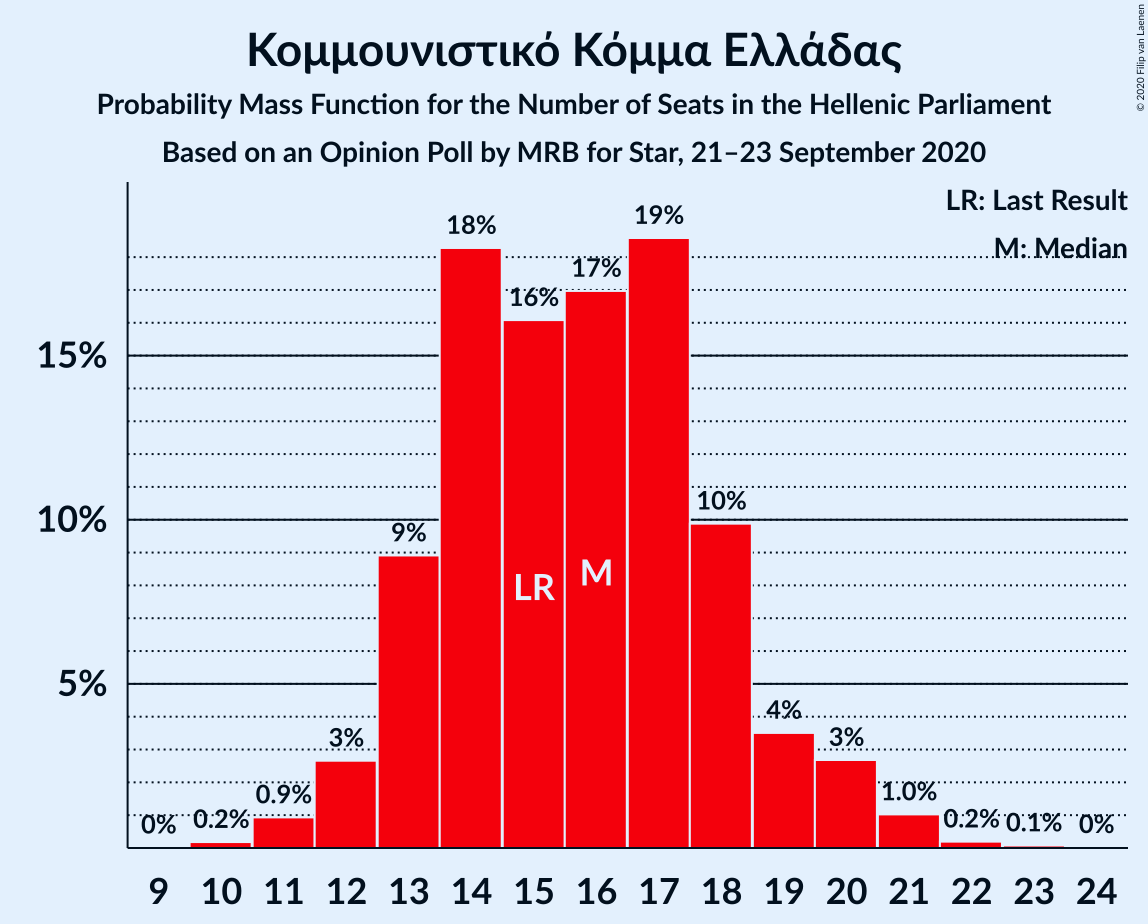 Κομμουνιστικό Κόμμα Ελλάδας
Probability Mass Function for the Number of Seats in the Hellenic Parliament
Based on an Opinion Poll by MRB for Star, 21–23 September 2020
© 2020 Filip van Laenen
LR: Last Result
M: Median
15%
10%
5%
0%
0.2%
0.9%
3%
9%
18%
16%
17%
19%
10%
4%
3%
1.0%
0.2%
0.1%
0%
LR
M
9 10 11 12 13 14 15 16 17 18 19 20 21 22 23 24